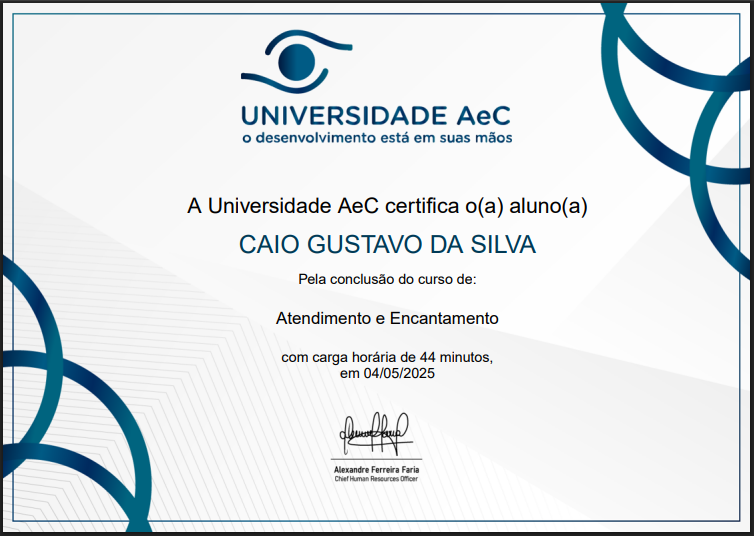 UNIVERSIDADE AeC
o desenvolvimento está em suas mãos
A Universidade AeC certifica o(a) aluno(a)
CAIO GUSTAVO DA SILVA
Pela conclusão do curso de:
Atendimento e Encantamento
com carga horária de 44 minutos,
em 04/05/2025
Alexandre Ferreira Faria
Chief Human Resources Officer